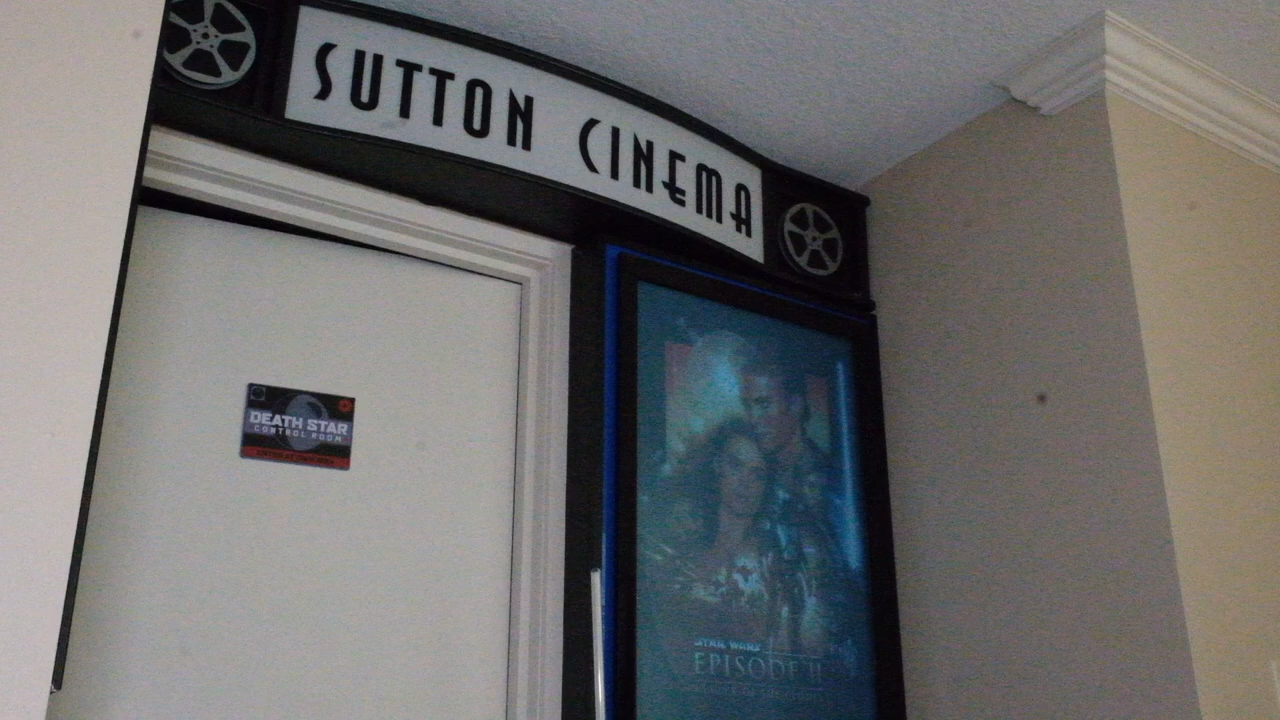 SUTTON CINEMA
DEATH STAR
CONTROL ROOM
STAR WARS
EPISODE II